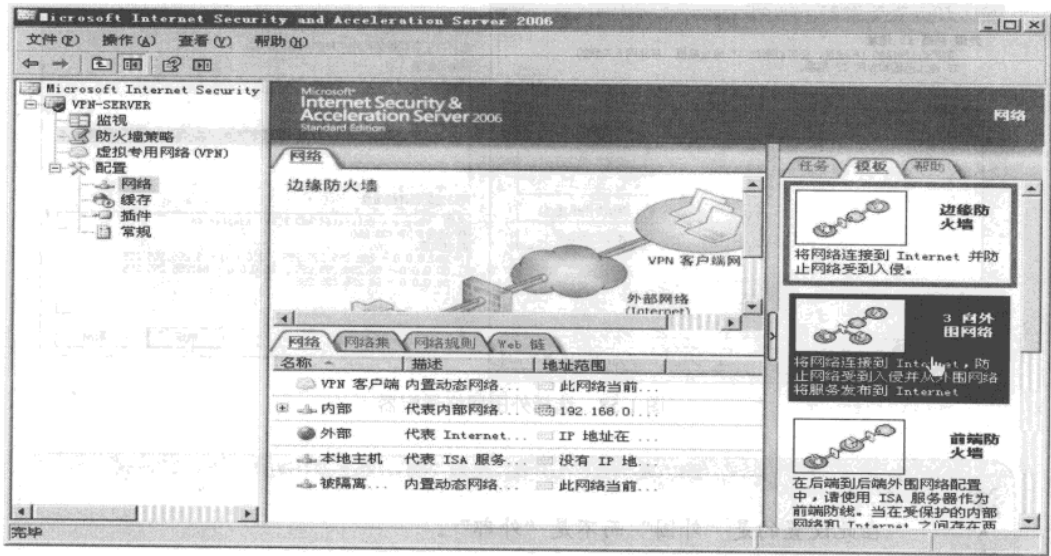 Microsoft Internet Security and Acceleration Server 2006
文件(F) 操作(A) 查看(V) 帮助(H)
Microsoft Internet Security
VPN-SERVER
监视
防火墙策略
虚拟专用网络(VPN)
配置
网络
缓存
插件
常规
Microsoft
Internet Security &
Acceleration Server 2006
Standard Edition
网络
网络
边缘防火墙
VPN 客户端网
外部网络
(Internet)
网络 网络集 网络规则 Web 链
名称 描述 地址范围
VPN 客户端 内置动态网络... 此网络当前...
内部 代表内部网络. 192.168.0....
外部 代表 Internet... IP 地址在 ...
本地主机 代表 ISA 服务... 没有 IP 地...
被隔离... 内置动态网络... 此网络当前...
任务 模板 帮助
边缘防
火墙
将网络连接到 Internet 并防
止网络受到入侵。
3 向外
围网络
将网络连接到 Internet，防
止网络受到入侵并从外围网络
将服务发布到 Internet
前端防
火墙
在后端到后端外围网络配置
中，请使用 ISA 服务器作为
前端防线。当在受保护的内部
网络和 Internet 之间存在两
完毕